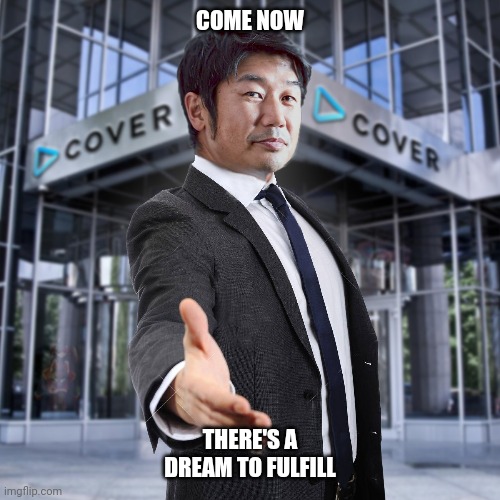 COME NOW
COVER
COVER
THERE'S A
DREAM TO FULFILL
imgflip.com